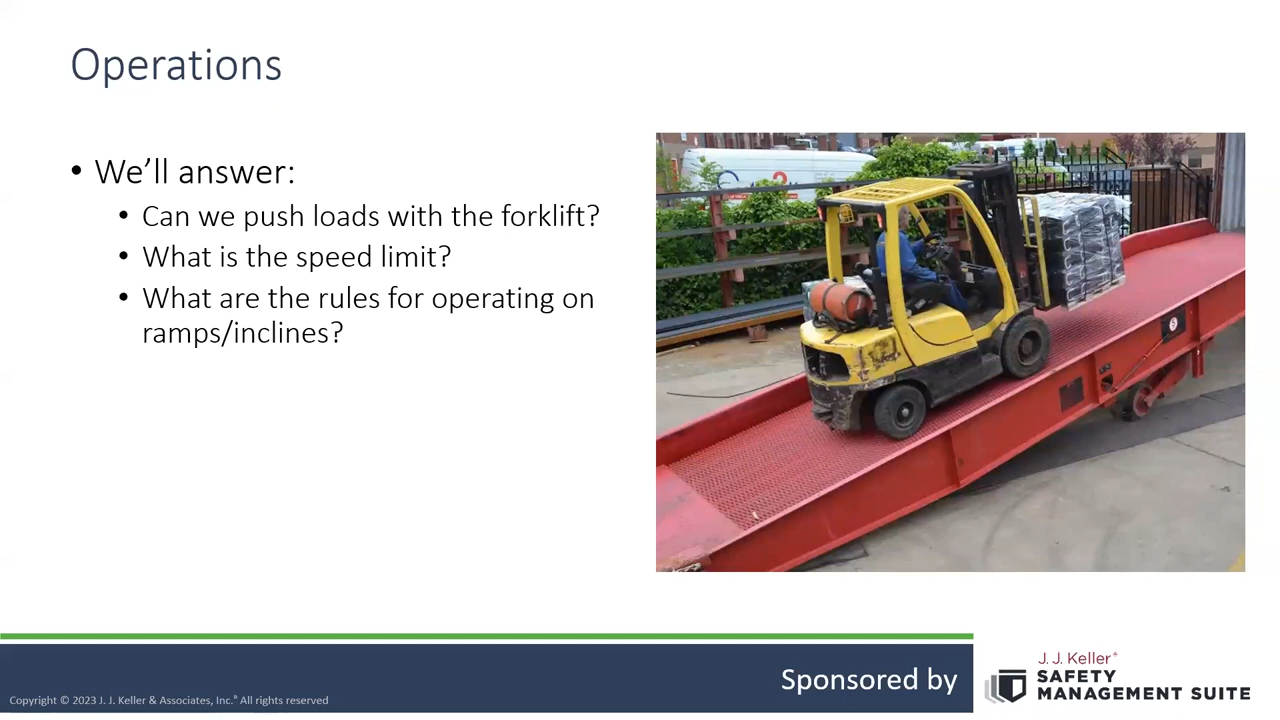 Operations
• We’ll answer:
• Can we push loads with the forklift?
• What is the speed limit?
• What are the rules for operating on
ramps/inclines?
Sponsored by
J. J. Keller®
SAFETY
MANAGEMENT SUITE
Copyright © 2023 J. J. Keller & Associates, Inc.® All rights reserved